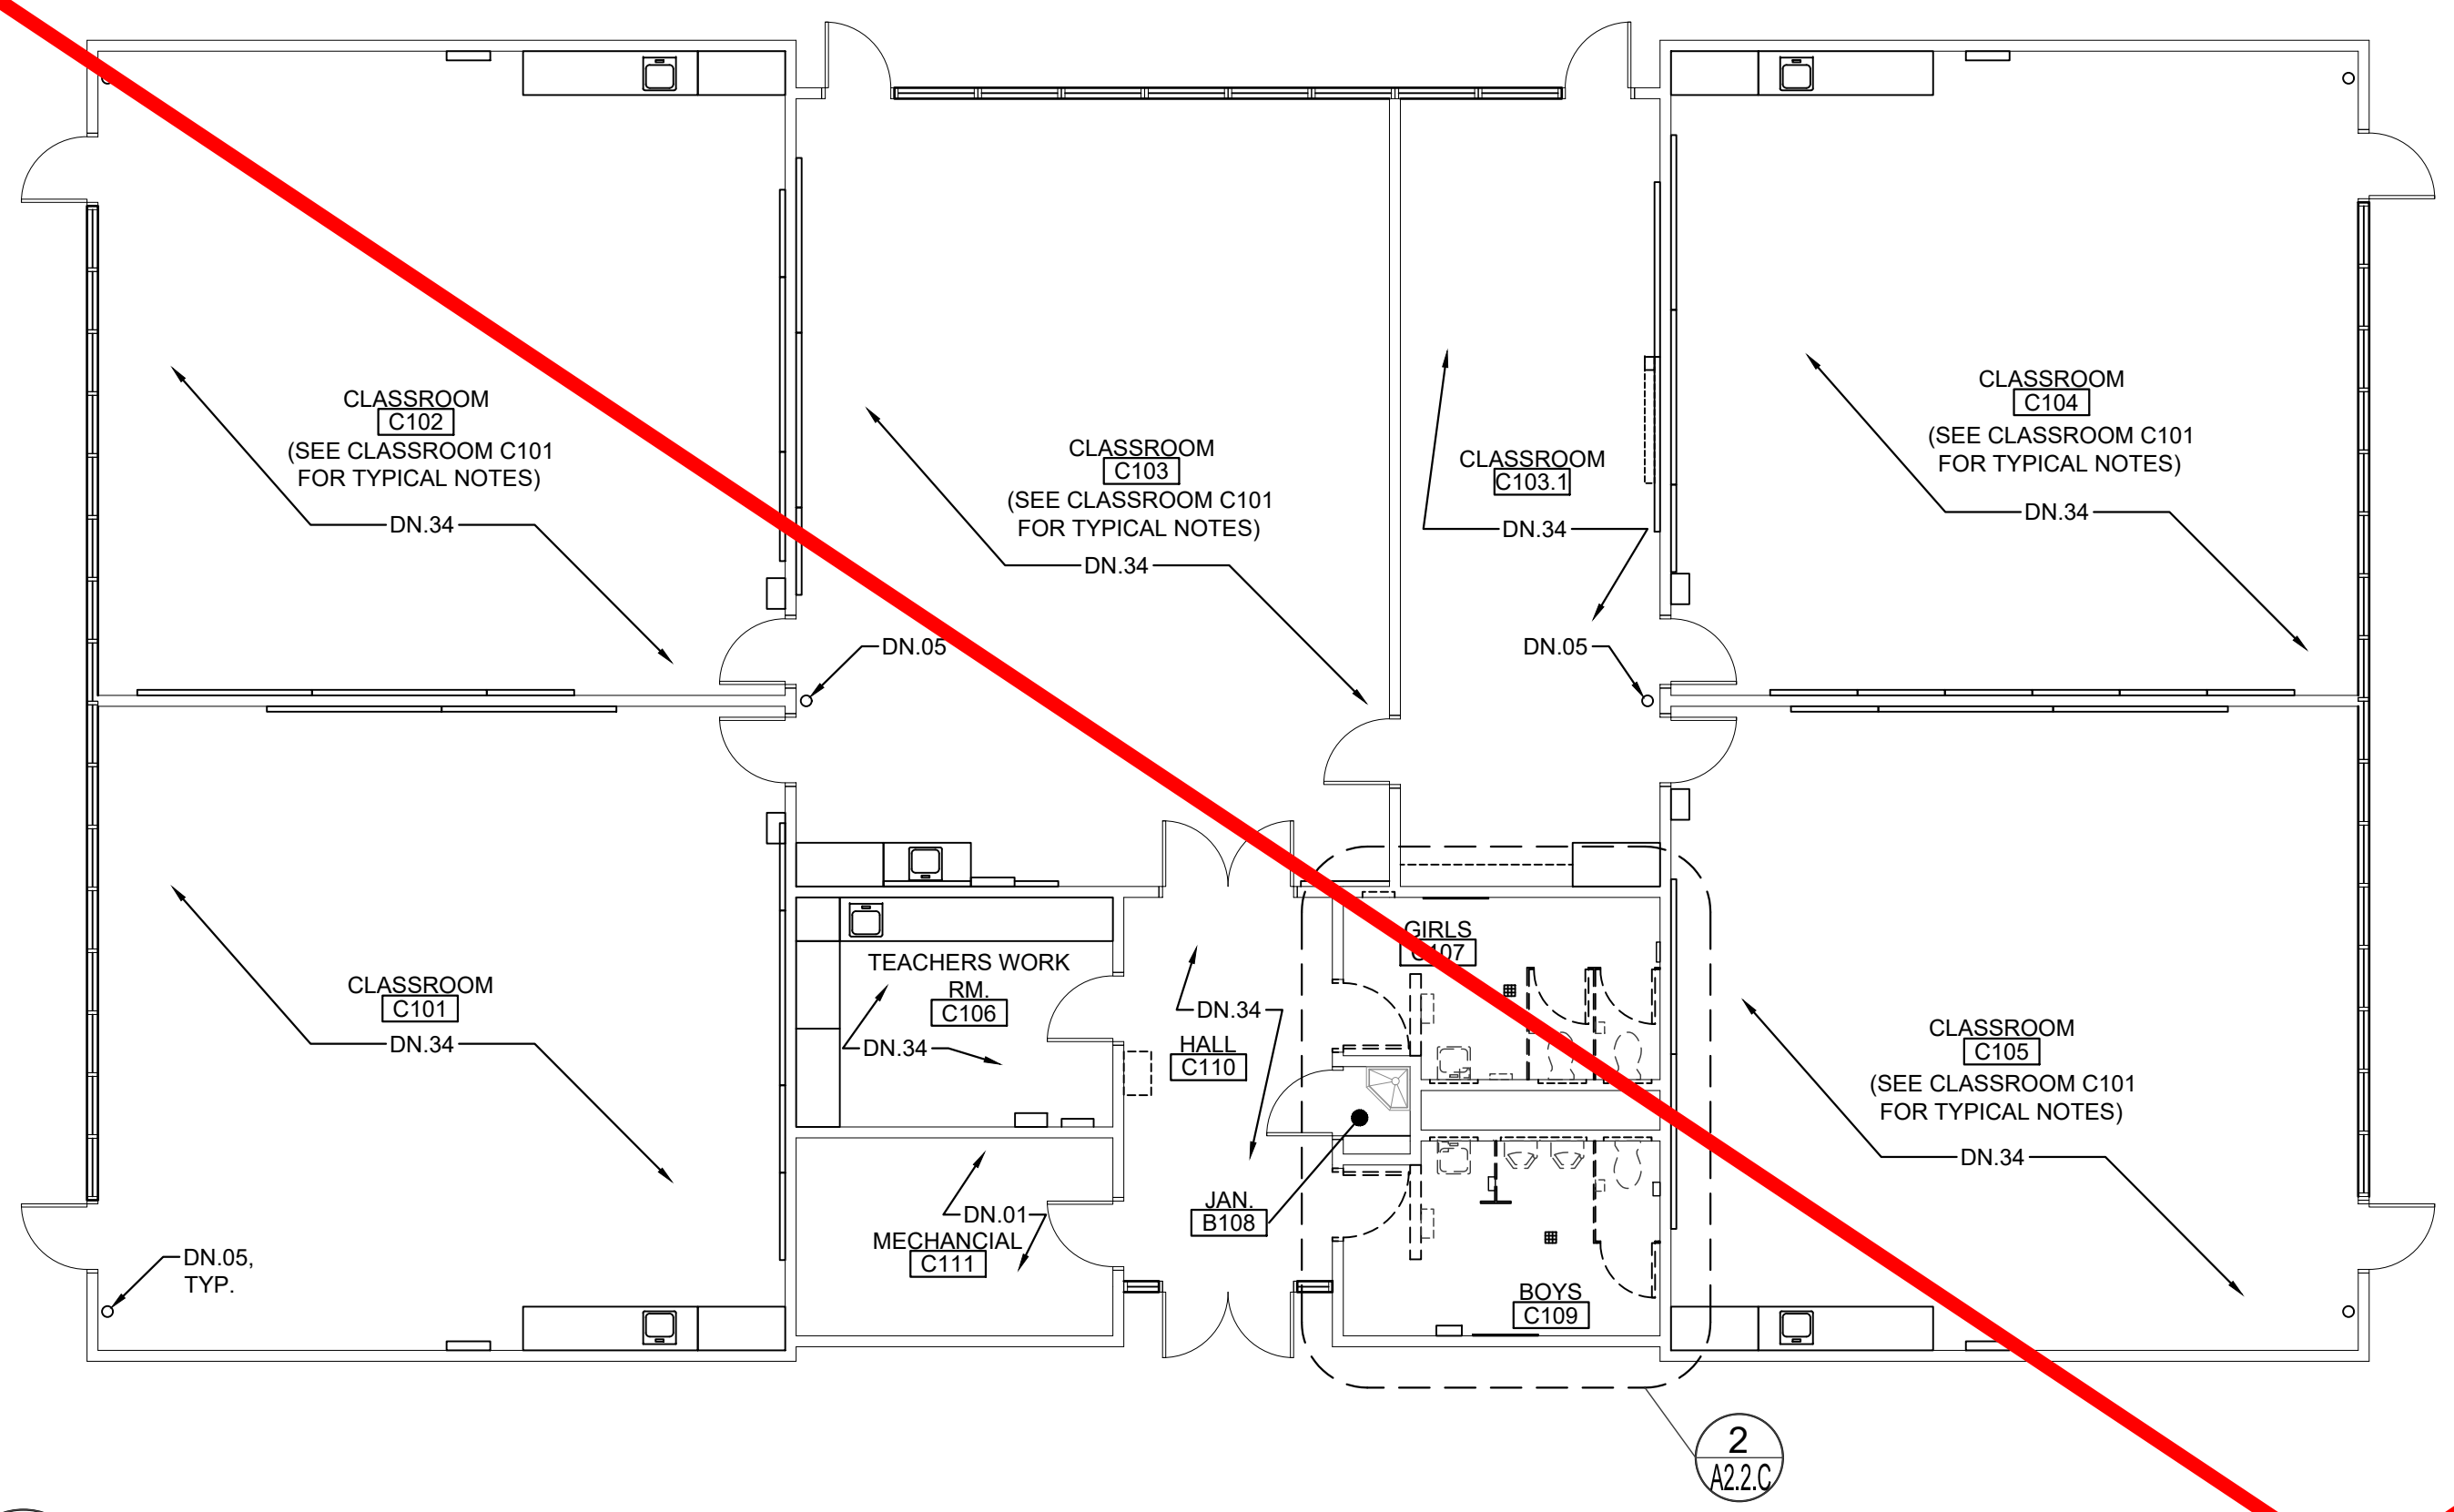 CLASSROOM
C102
(SEE CLASSROOM C101
FOR TYPICAL NOTES)
DN.34
CLASSROOM
C103
(SEE CLASSROOM C101
FOR TYPICAL NOTES)
DN.34
CLASSROOM
C103.1
DN.34
CLASSROOM
C104
(SEE CLASSROOM C101
FOR TYPICAL NOTES)
DN.34
DN.05
DN.05
CLASSROOM
C101
DN.34
DN.05,
TYP.
TEACHERS WORK
RM.
C106
DN.34
DN.01
MECHANCIAL
C111
DN.34
HALL
C110
JAN.
B108
GIRLS
C107
BOYS
C109
CLASSROOM
C105
(SEE CLASSROOM C101
FOR TYPICAL NOTES)
DN.34
2
A2.2.C